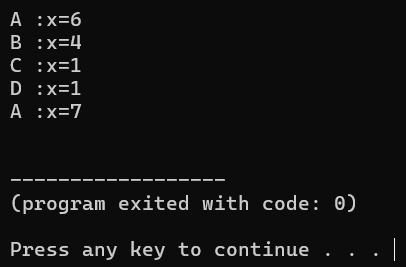 A :x=6
B :x=4
C :x=1
D :x=1
A :x=7
------------------
(program exited with code: 0)
Press any key to continue . . .